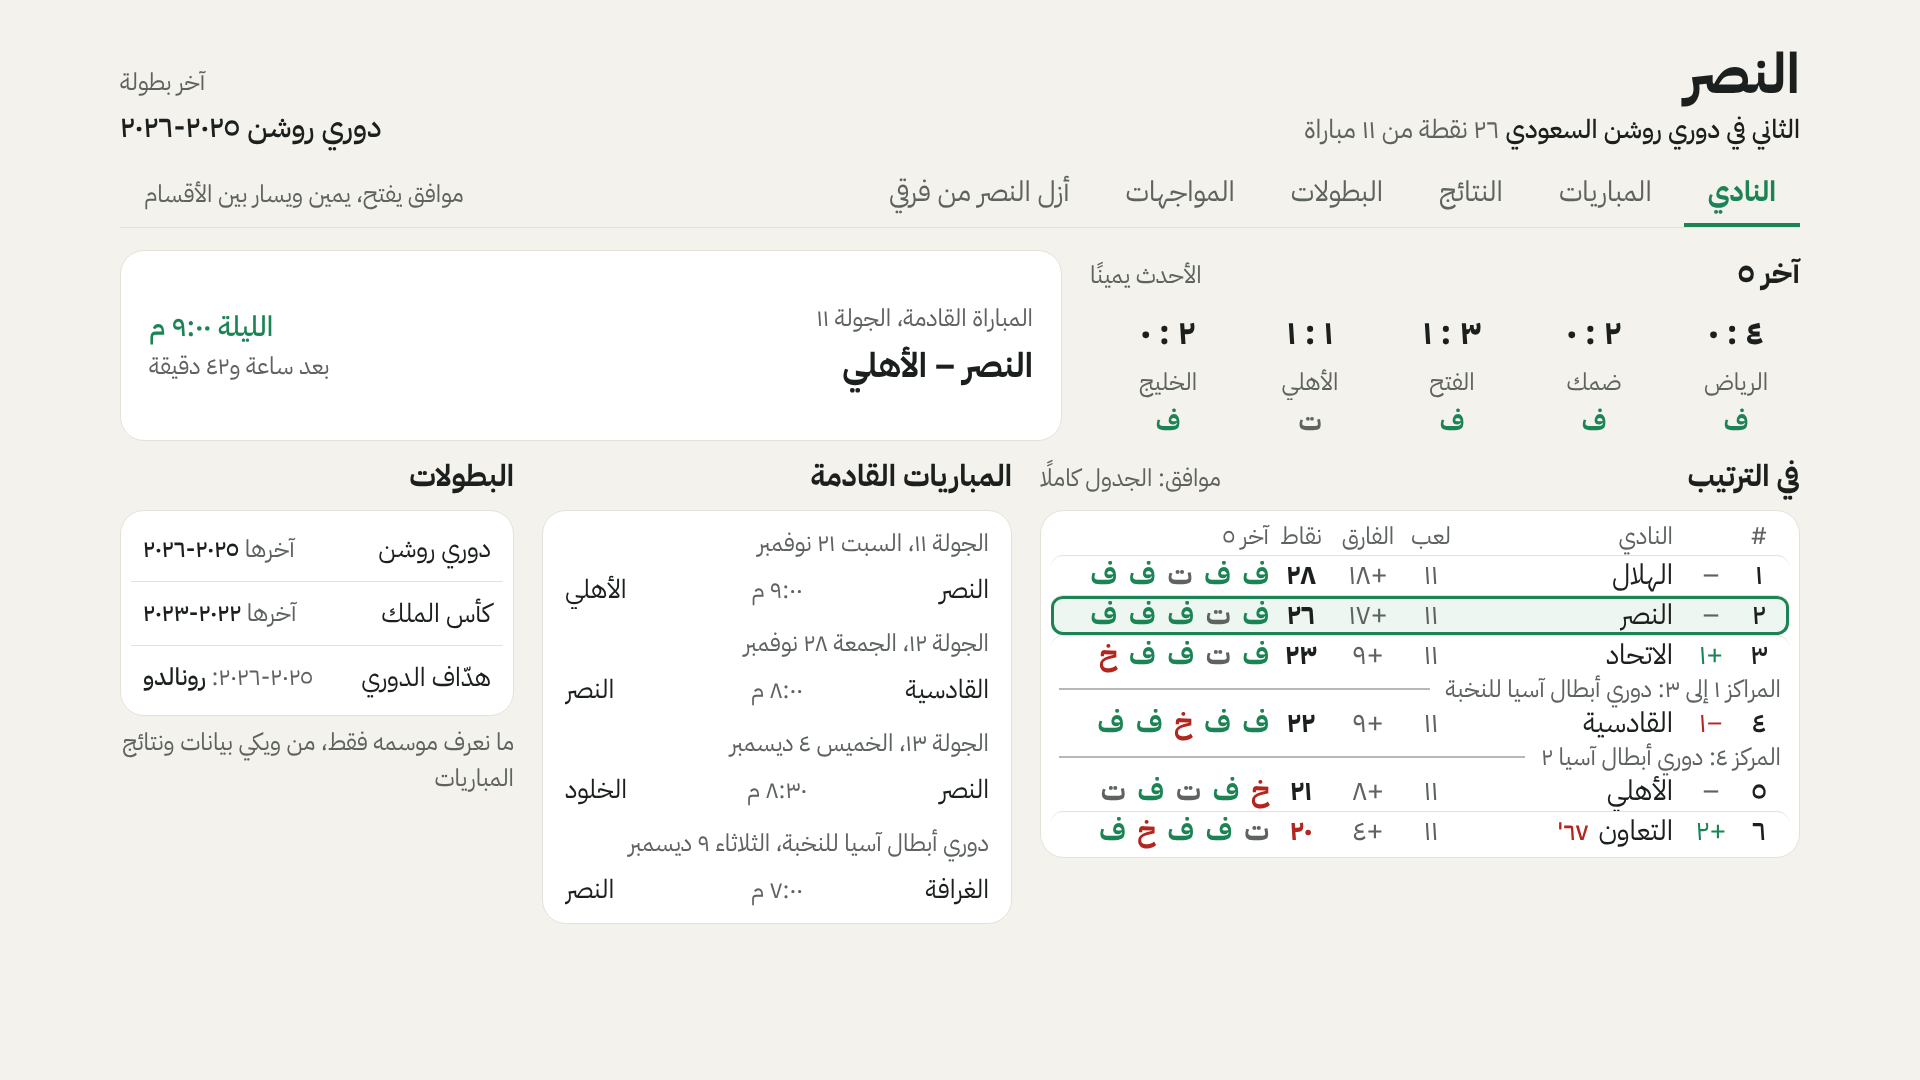 النصر
الثاني في دوري روشن السعودي ٢٦ نقطة من ١١ مباراة
آخر بطولة
دوري روشن ٢٠٢٥-٢٠٢٦
النادي المباريات النتائج البطولات المواجهات أزل النصر من فرقي
موافق يفتح، يمين ويسار بين الأقسام
آخر ٥ الأحدث يمينًا
٤ : ٠ ٢ : ٠ ٣ : ١ ١ : ١ ٢ : ٠
الرياض ضمك الفتح الأهلي الخليج
ف ف ف ت ف
المباراة القادمة، الجولة ١١
النصر – الأهلي
الليلة ٩:٠٠ م
بعد ساعة و٤٢ دقيقة
في الترتيب موافق: الجدول كاملًا
# النادي لعب الفارق نقاط آخر ٥
١ – الهلال ١١ +١٨ ٢٨ ف ف ت ف ف
٢ – النصر ١١ +١٧ ٢٦ ف ت ف ف ف
٣ +١ الاتحاد ١١ +٩ ٢٣ ف ت ف ف خ
المراكز ١ إلى ٣: دوري أبطال آسيا للنخبة
٤ –١ القادسية ١١ +٩ ٢٢ ف ف خ ف ف
المركز ٤: دوري أبطال آسيا ٢
٥ – الأهلي ١١ +٨ ٢١ خ ف ت ف ت
٦ +٢ التعاون ٦٧' ١١ +٤ ٢٠ ت ف ف خ ف
المباريات القادمة
الجولة ١١، السبت ٢١ نوفمبر
النصر ٩:٠٠ م الأهلي
الجولة ١٢، الجمعة ٢٨ نوفمبر
القادسية ٨:٠٠ م النصر
الجولة ١٣، الخميس ٤ ديسمبر
النصر ٨:٣٠ م الخلود
دوري أبطال آسيا للنخبة، الثلاثاء ٩ ديسمبر
الغرافة ٧:٠٠ م النصر
البطولات
دوري روشن آخرها ٢٠٢٥-٢٠٢٦
كأس الملك آخرها ٢٠٢٢-٢٠٢٣
هدّاف الدوري ٢٠٢٥-٢٠٢٦: رونالدو
ما نعرف موسمه فقط، من ويكي بيانات ونتائج
المباريات